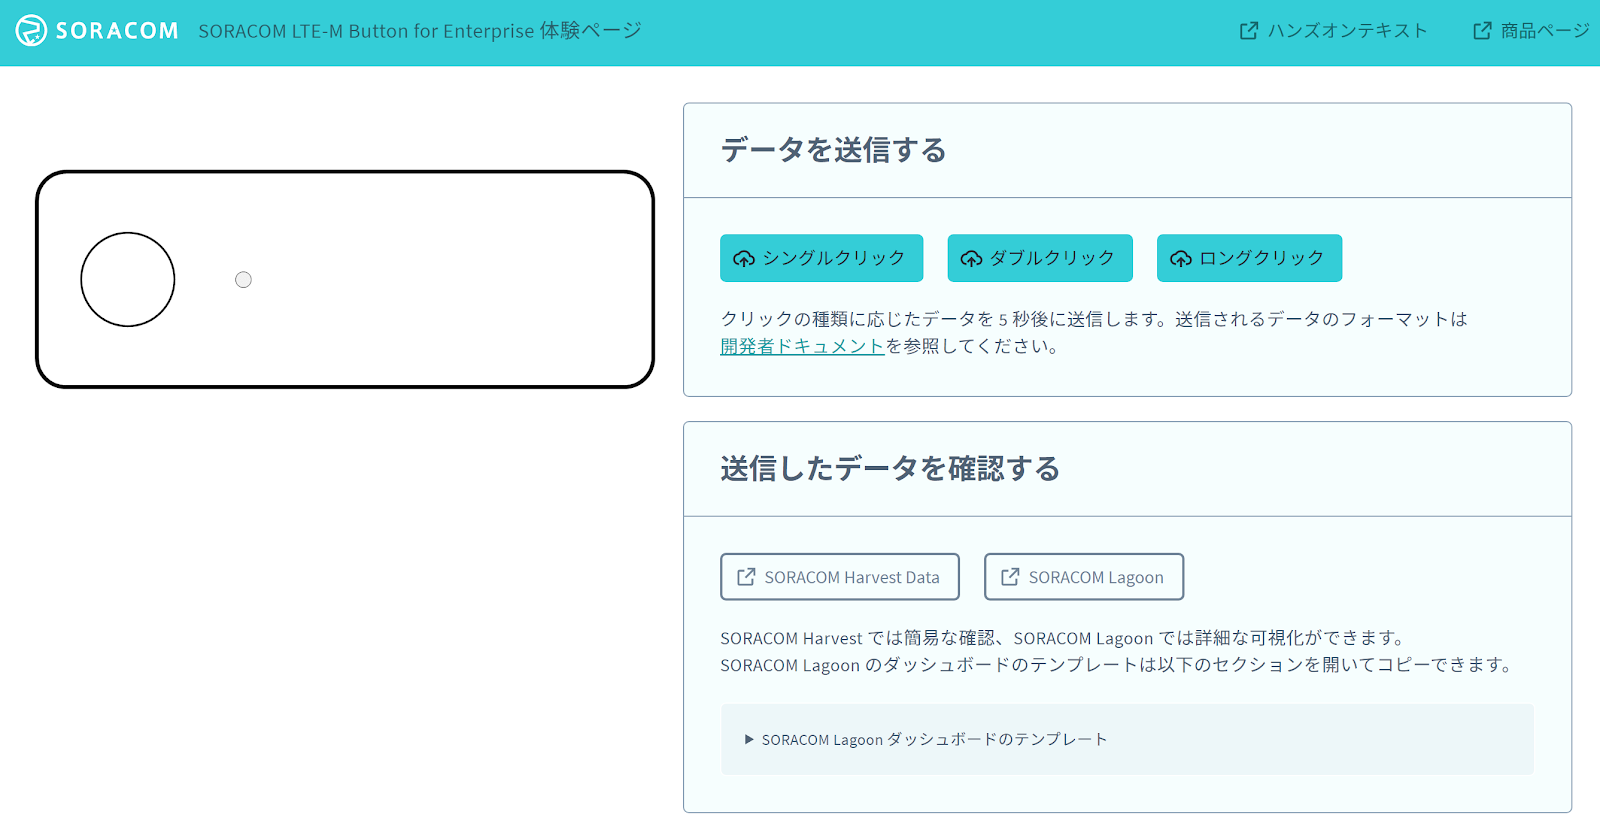 SORACOM SORACOM LTE-M Button for Enterprise 体験ページ ハンズオンテキスト 商品ページ
データを送信する
シングルクリック ダブルクリック ロングクリック
クリックの種類に応じたデータを 5 秒後に送信します。送信されるデータのフォーマットは
開発者ドキュメントを参照してください。
送信したデータを確認する
SORACOM Harvest Data SORACOM Lagoon
SORACOM Harvest では簡易な確認、SORACOM Lagoon では詳細な可視化ができます。
SORACOM Lagoon のダッシュボードのテンプレートは以下のセクションを開いてコピーできます。
SORACOM Lagoon ダッシュボードのテンプレート